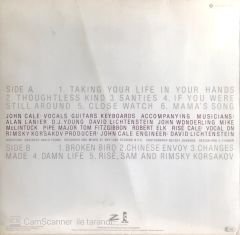 SIDE A 1. TAKING YOUR LIFE IN YOUR HANDS
2. THOUGHTLESS KIND 3 SANTIES 4. IF YOU WERE
STILL AROUND 5. CLOSE WATCH 6. MAMA'S SONG
JOHN CALE VOCALS GUITARS KEYBOARDS ACCOMPANYING MUSICIANS:
ALAN LANIER D.J. YOUNG DAVID LICHTENSTEIN JOHN WONDERLING MIKE
McLINTOCK PIPE MAJOR TOM FITZGIBBON ROBERT ELK RISÉ CALE VOCAL ON
RIMSKY KORSAKOV PRODUCER: JOHN CALE ENGINEER: DAVID LICHTENSTEIN
SIDE B 1. BROKEN BIRD 2. CHINESE ENVOY 3. CHANGES
MADE 4. DAMN LIFE 5. RISE, SAM AND RIMSKY KORSAKOV
CamScanner ile tarandı